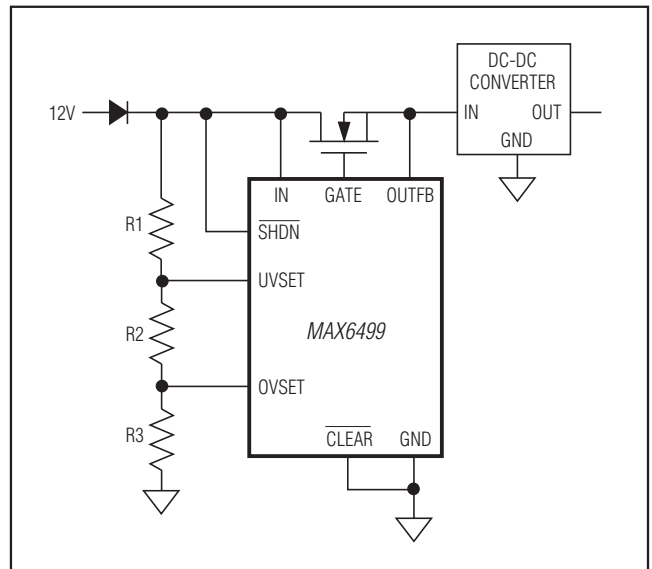 DC-DC
CONVERTER
12V
IN
OUT
GND
IN
GATE
OUTFB
R1
SHDN
UVSET
R2
MAX6499
OVSET
R3
CLEAR
GND